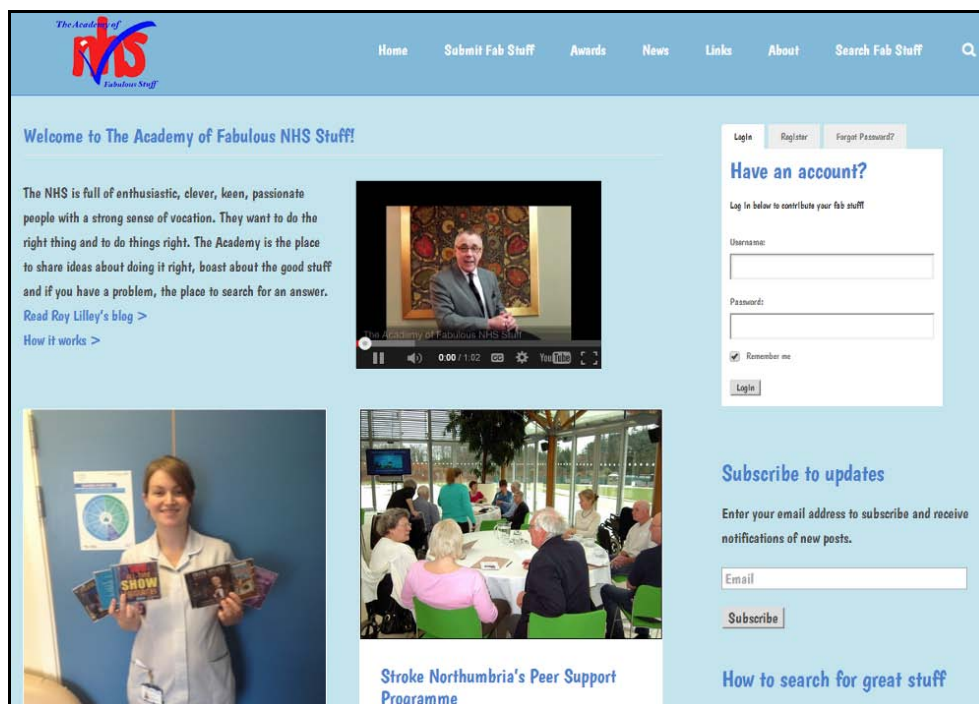 The Academy of
nhs
Fabulous Stuff
Home Submit Fab Stuff Awards News Links About Search Fab Stuff
Welcome to The Academy of Fabulous NHS Stuff!
The NHS is full of enthusiastic, clever, keen, passionate
people with a strong sense of vocation. They want to do the
right thing and to do things right. The Academy is the place
to share ideas about doing it right, boast about the good stuff
and if you have a problem, the place to search for an answer.
Read Roy Lilley's blog >
How it works >
The Academy of Fabulous NHS Stuff
0:00 / 1:02 CC YouTube
SHOW
Stroke Northumbria's Peer Support
Programme
Login Register Forgot Password?
Have an account?
Log in below to contribute your fab stuff!
Username:
Password:
Remember me
Login
Subscribe to updates
Enter your email address to subscribe and receive
notifications of new posts.
Email
Subscribe
How to search for great stuff